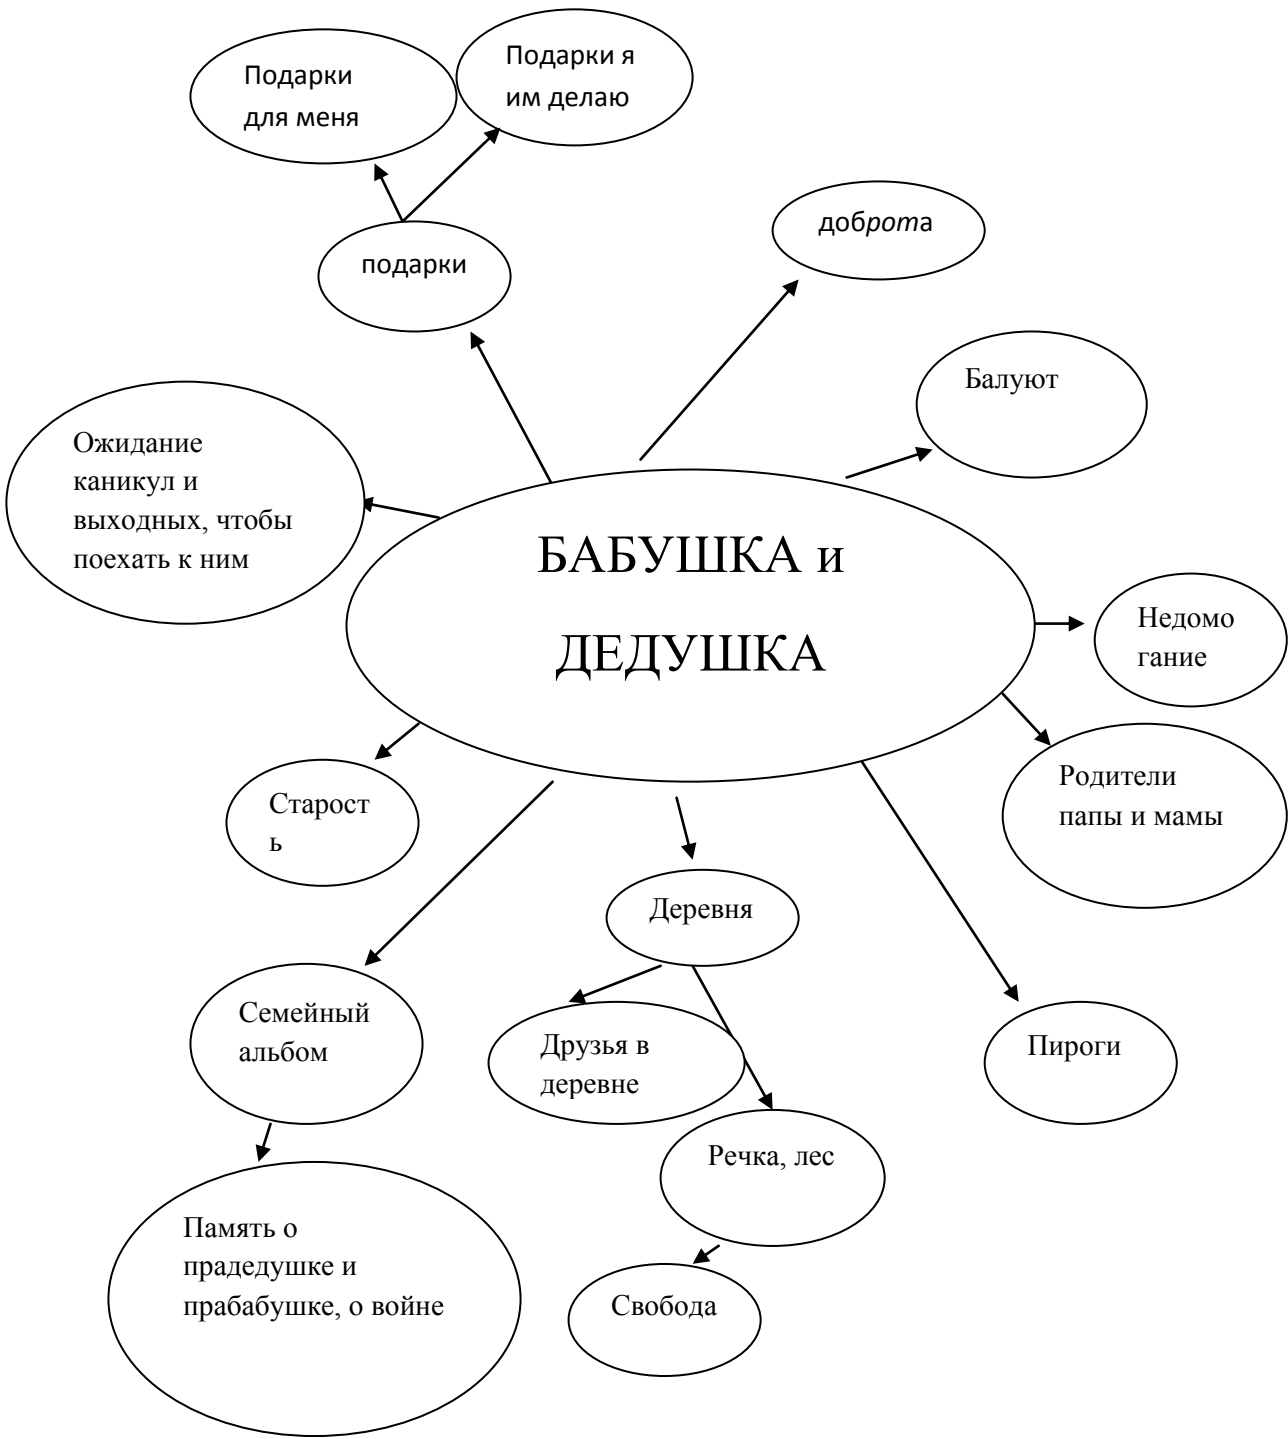 Подарки
для меня
Подарки я
им делаю
доброта
подарки
Балуют
Ожидание
каникул и
выходных, чтобы
поехать к ним
БАБУШКА и
ДЕДУШКА
Недомо
гание
Родители
папы и мамы
Старост
ь
Деревня
Семейный
альбом
Друзья в
деревне
Пироги
Речка, лес
Память о
прадедушке и
прабабушке, о войне
Свобода